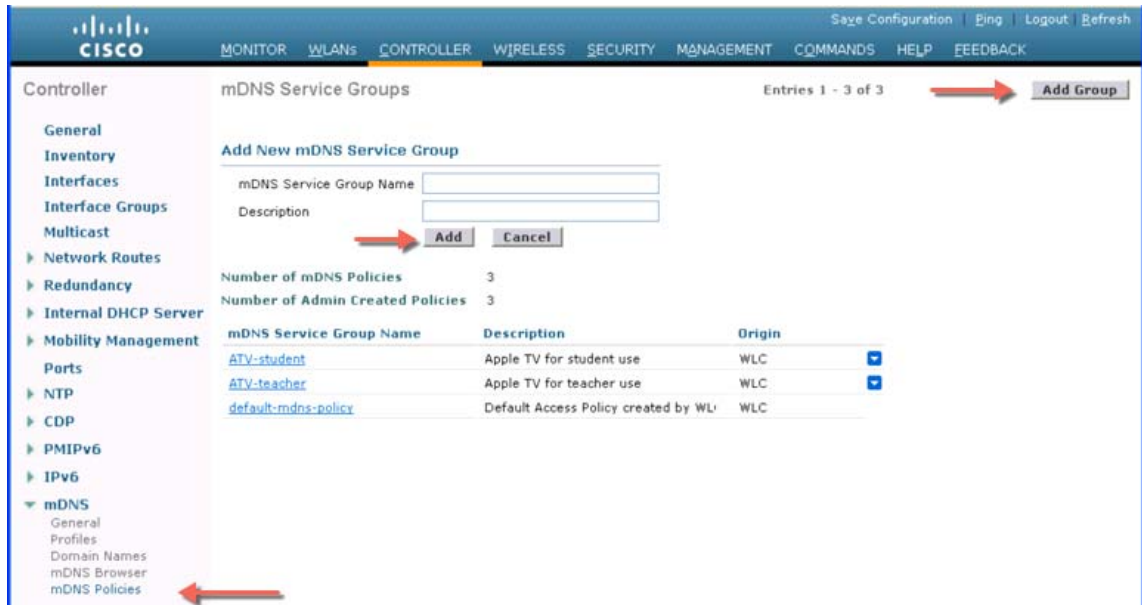 Save Configuration Ping Logout Refresh
CISCO
MONITOR WLANs CONTROLLER WIRELESS SECURITY MANAGEMENT COMMANDS HELP FEEDBACK
Controller
General
Inventory
Interfaces
Interface Groups
Multicast
Network Routes
Redundancy
Internal DHCP Server
Mobility Management
Ports
NTP
CDP
PMIPv6
IPv6
mDNS
General
Profiles
Domain Names
mDNS Browser
mDNS Policies
mDNS Service Groups Entries 1 - 3 of 3 Add Group
Add New mDNS Service Group
mDNS Service Group Name
Description
Add Cancel
Number of mDNS Policies 3
Number of Admin Created Policies 3
mDNS Service Group Name Description Origin
ATV-student Apple TV for student use WLC
ATV-teacher Apple TV for teacher use WLC
default-mdns-policy Default Access Policy created by WL WLC